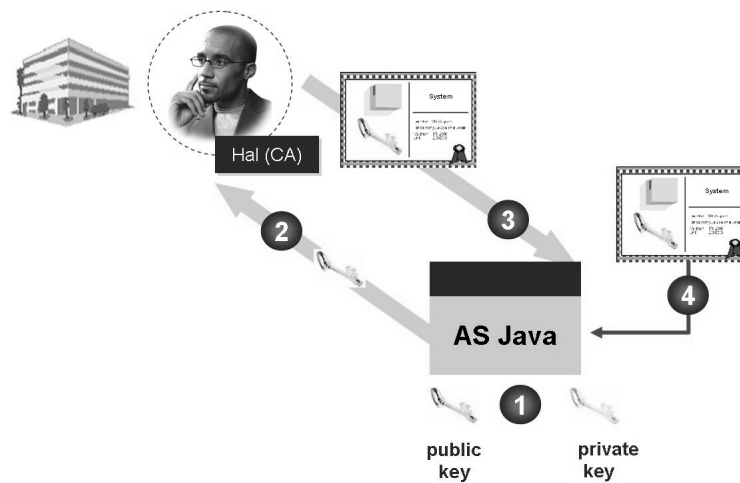 System
Hal (CA)
3
2
System
4
AS Java
1
public
key
private
key